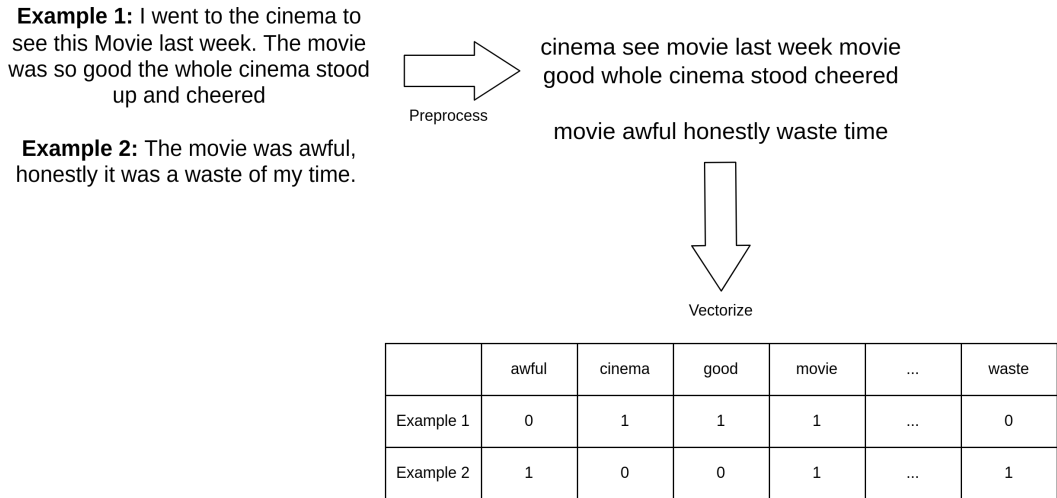 Example 1: I went to the cinema to
see this Movie last week. The movie
was so good the whole cinema stood
up and cheered
Example 2: The movie was awful,
honestly it was a waste of my time.
Preprocess
cinema see movie last week movie
good whole cinema stood cheered
movie awful honestly waste time
Vectorize
awful cinema good movie ... waste
Example 1 0 1 1 1 ... 0
Example 2 1 0 0 1 ... 1